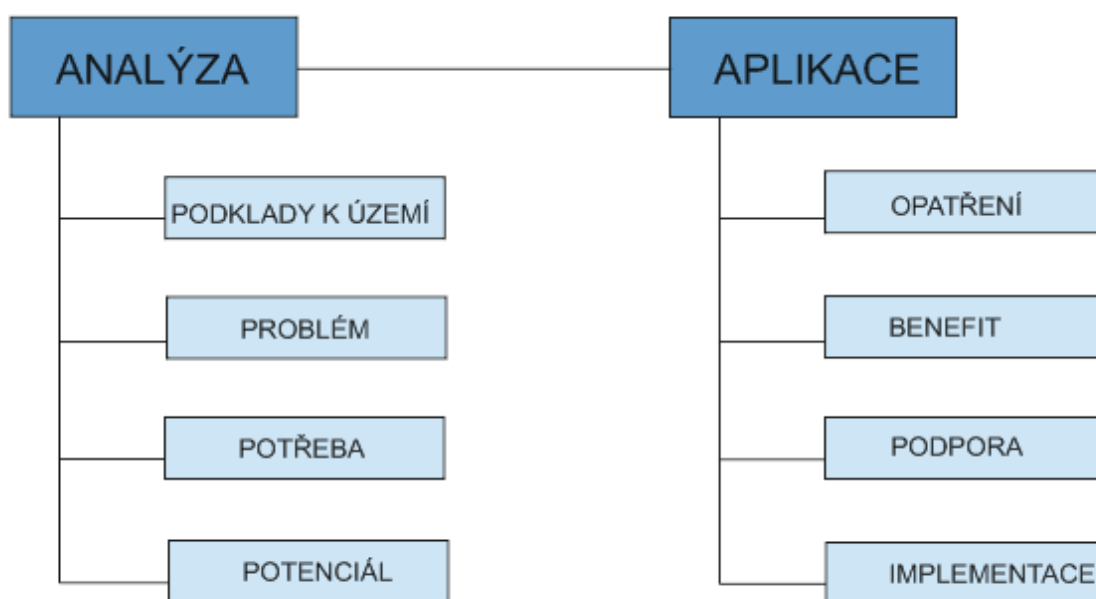 ANALÝZA
PODKLADY K ÚZEMÍ
PROBLÉM
POTŘEBA
POTENCIÁL
APLIKACE
OPATŘENÍ
BENEFIT
PODPORA
IMPLEMENTACE